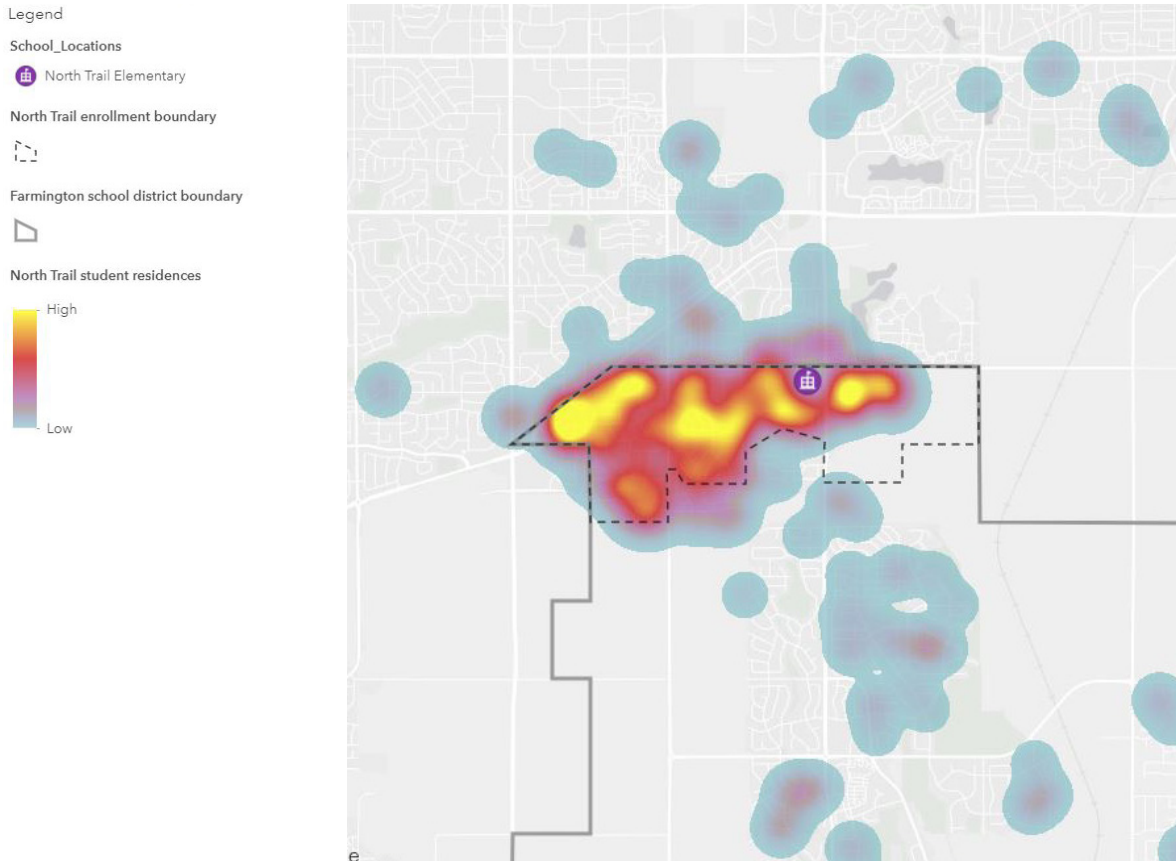 Legend
School_Locations
North Trail Elementary
North Trail enrollment boundary
Farmington school district boundary
North Trail student residences
High
Low
e